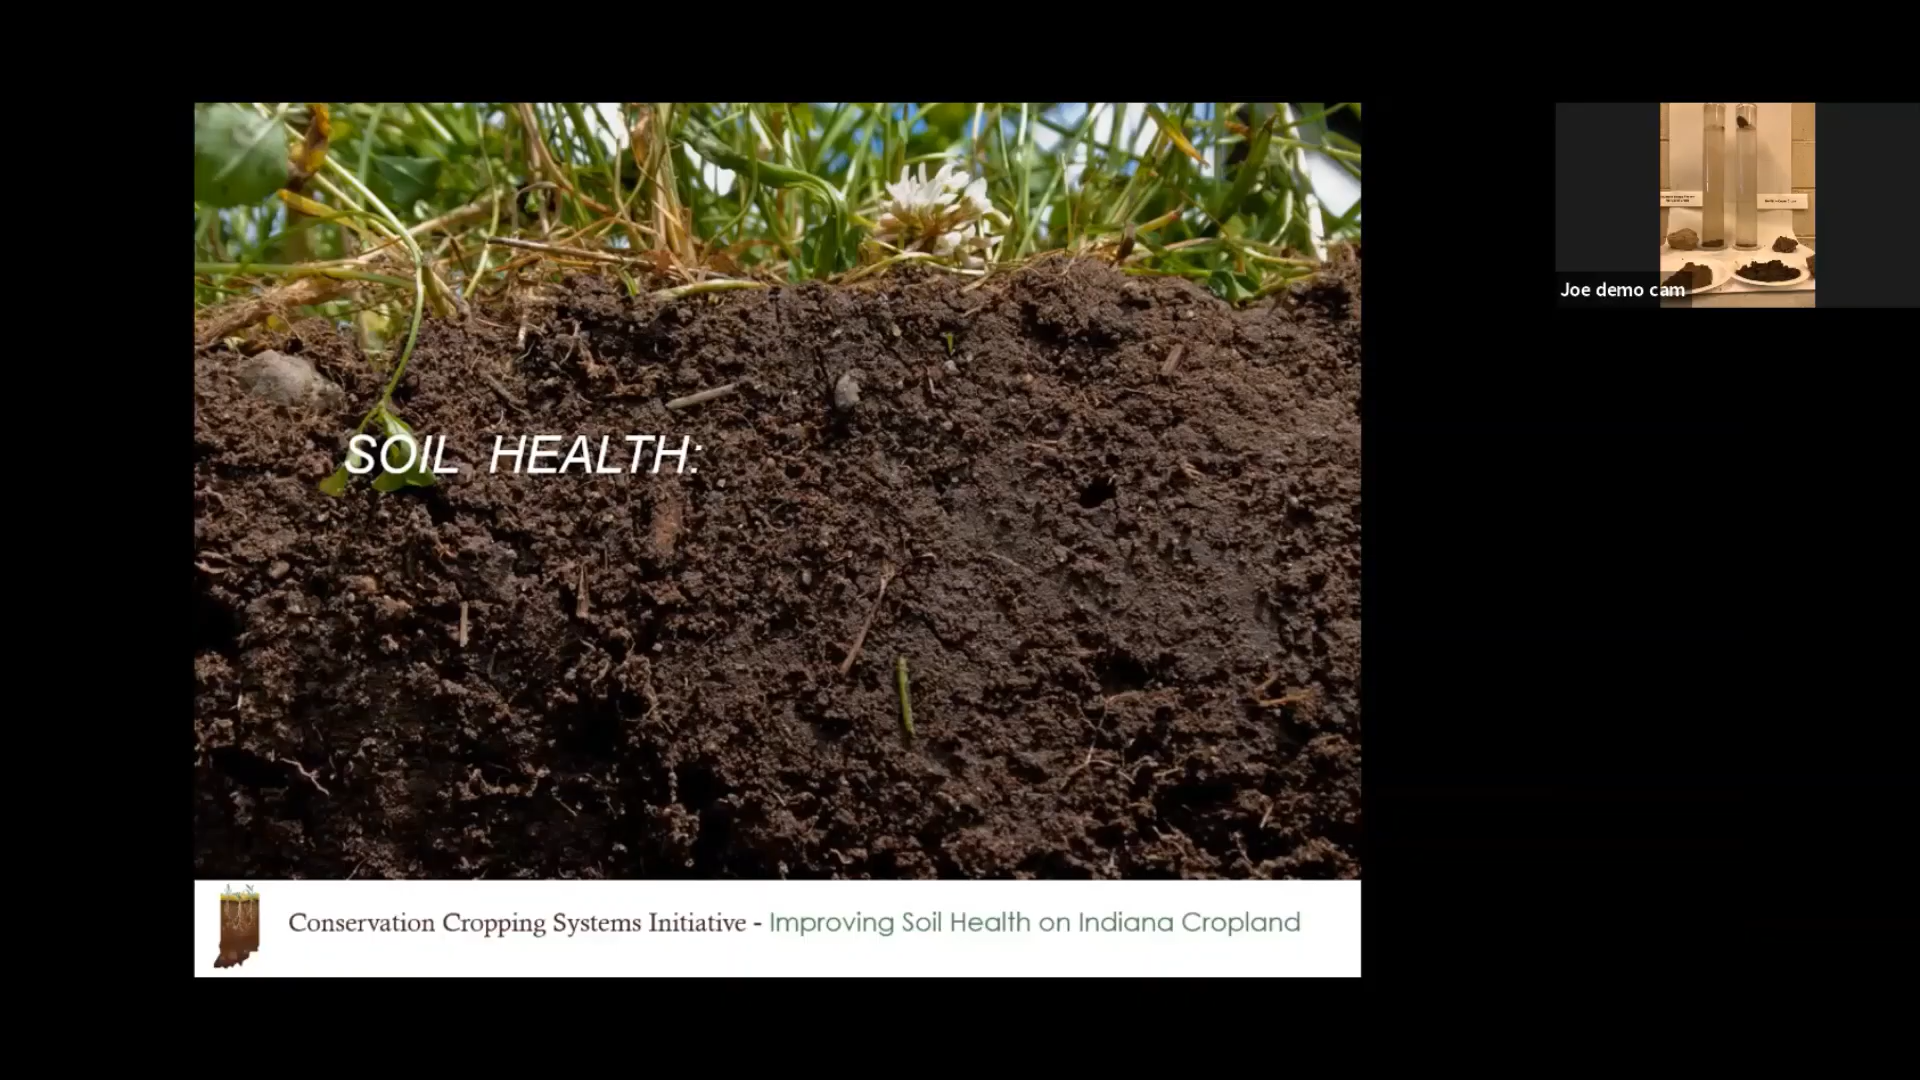 SOIL HEALTH:
Conservation Cropping Systems Initiative - Improving Soil Health on Indiana Cropland
Joe demo cam